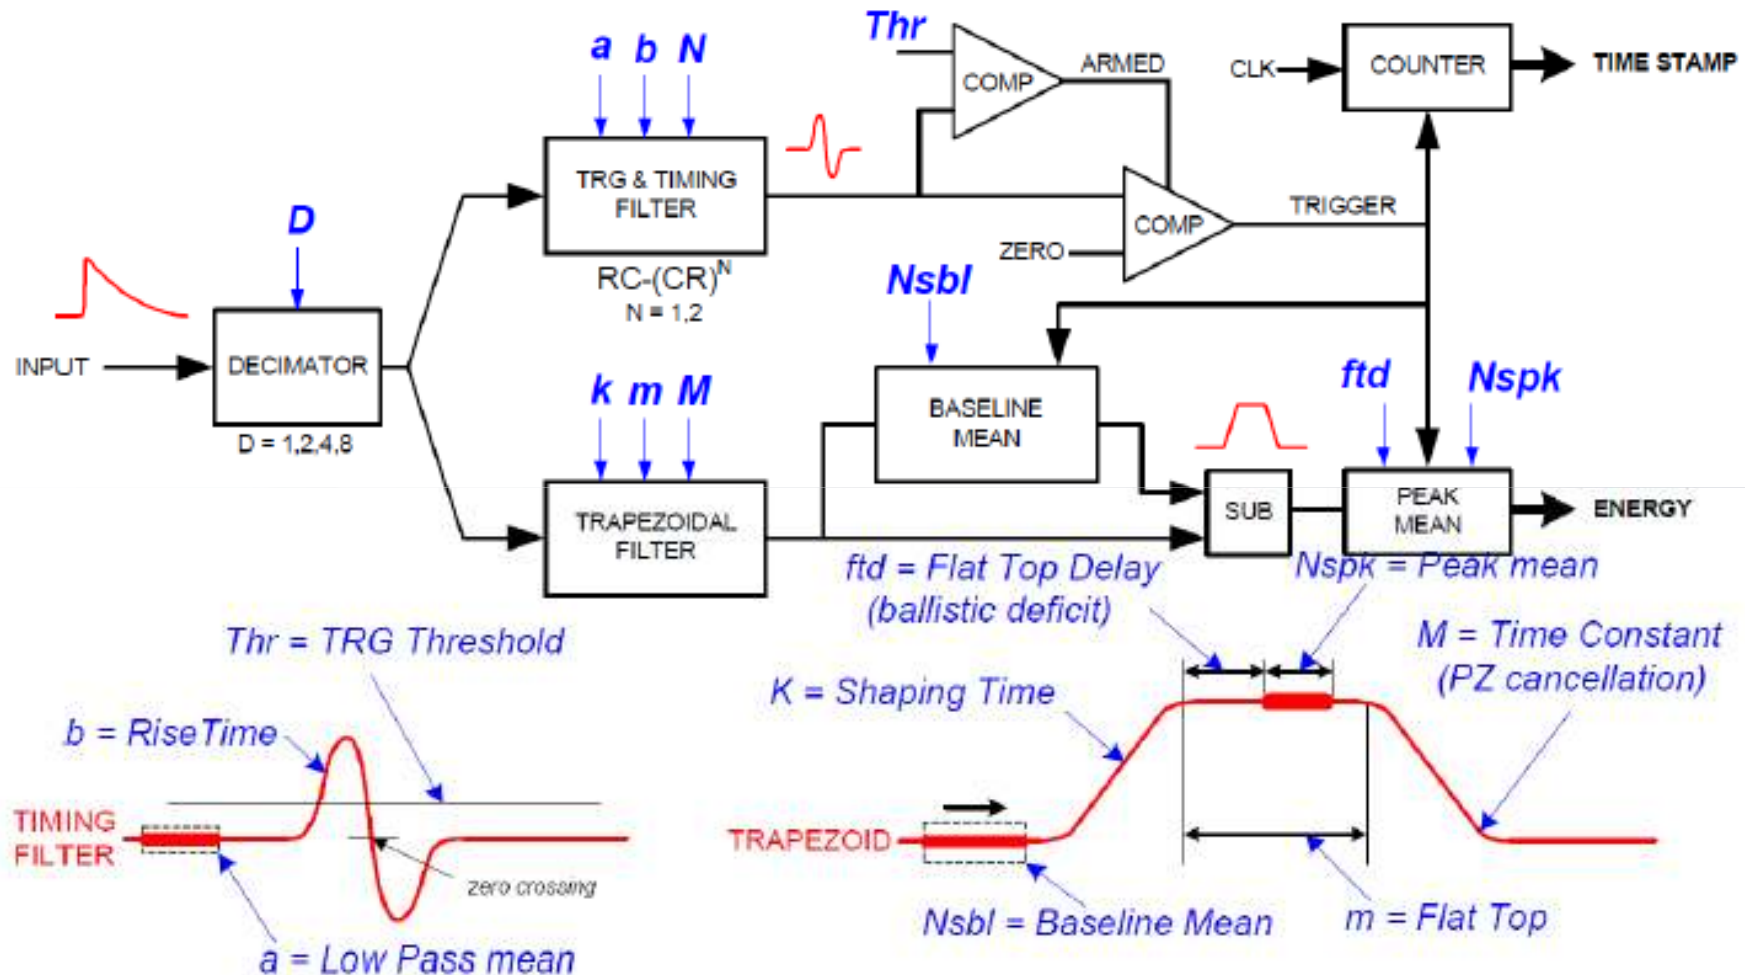 Thr
a b N
ARMED
COMP
CLK
COUNTER
TIME STAMP
TRG & TIMING
FILTER
D
COMP
TRIGGER
ZERO
RC-(CR)^N
N = 1,2
Nsbl
INPUT
DECIMATOR
D = 1,2,4,8
k m M
BASELINE
MEAN
ftd
Nspk
TRAPEZOIDAL
FILTER
SUB
PEAK
MEAN
ENERGY
ftd = Flat Top Delay
(ballistic deficit)
Nspk = Peak mean
Thr = TRG Threshold
M = Time Constant
(PZ cancellation)
K = Shaping Time
b = RiseTime
TIMING
FILTER
zero crossing
TRAPEZOID
Nsbl = Baseline Mean
m = Flat Top
a = Low Pass mean